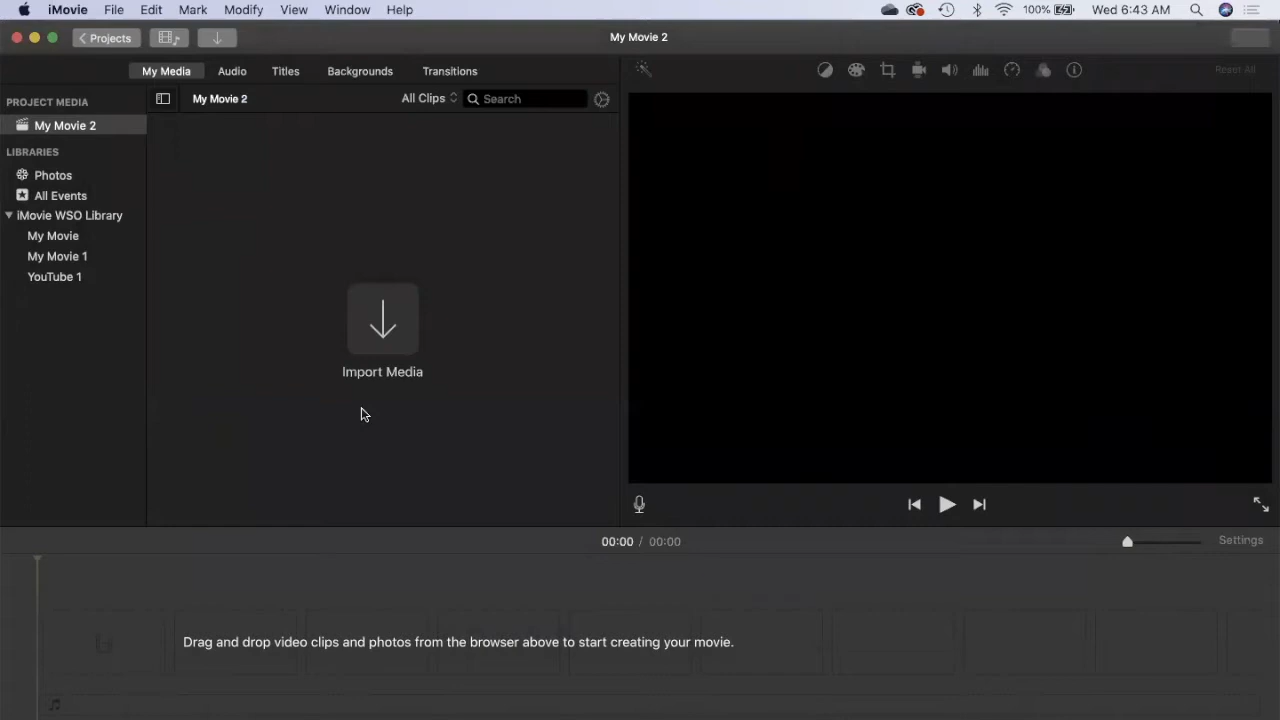 iMovie File Edit Mark Modify View Window Help 100% Wed 6:43 AM
Projects My Movie 2
My Media Audio Titles Backgrounds Transitions Reset All
PROJECT MEDIA My Movie 2 All Clips Search
My Movie 2
LIBRARIES
Photos
All Events
iMovie WSO Library
My Movie
My Movie 1
YouTube 1
Import Media
00:00 / 00:00 Settings
Drag and drop video clips and photos from the browser above to start creating your movie.